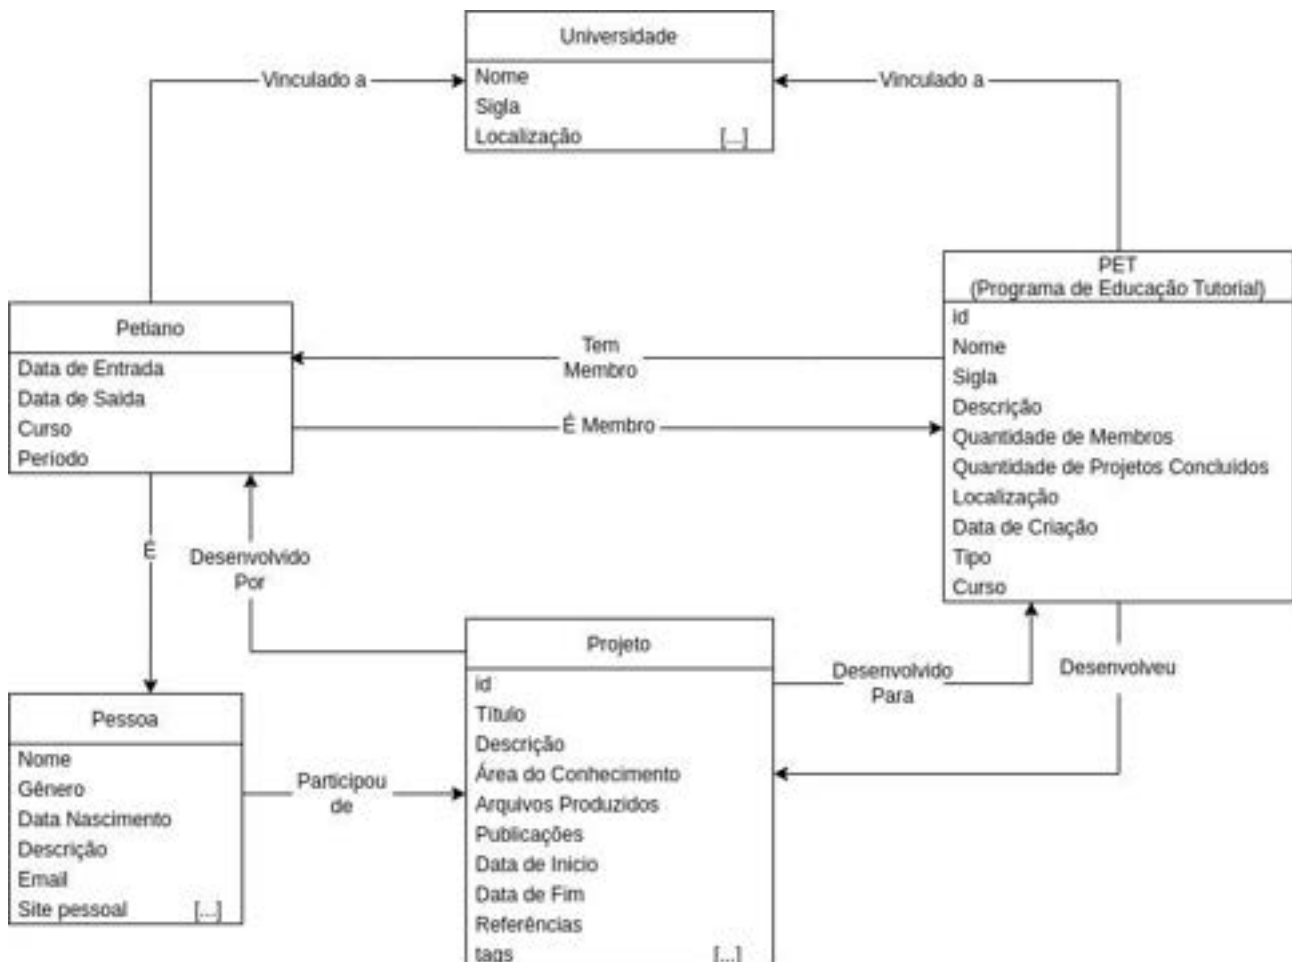 Universidade
Vinculado a
Nome
Vinculado a
Sigla
Localização [...]
PET
(Programa de Educação Tutorial)
id
Nome
Sigla
Descrição
Quantidade de Membros
Quantidade de Projetos Concluídos
Localização
Data de Criação
Tipo
Curso
Petiano
Data de Entrada
Data de Saída
Curso
Período
Tem
Membro
É Membro
É
Desenvolvido
Por
Projeto
id
Título
Descrição
Área do Conhecimento
Arquivos Produzidos
Publicações
Data de Inicio
Data de Fim
Referências
tags [...]
Desenvolvido
Para
Desenvolveu
Pessoa
Nome
Gênero
Data Nascimento
Descrição
Email
Site pessoal [...]
Participou
de